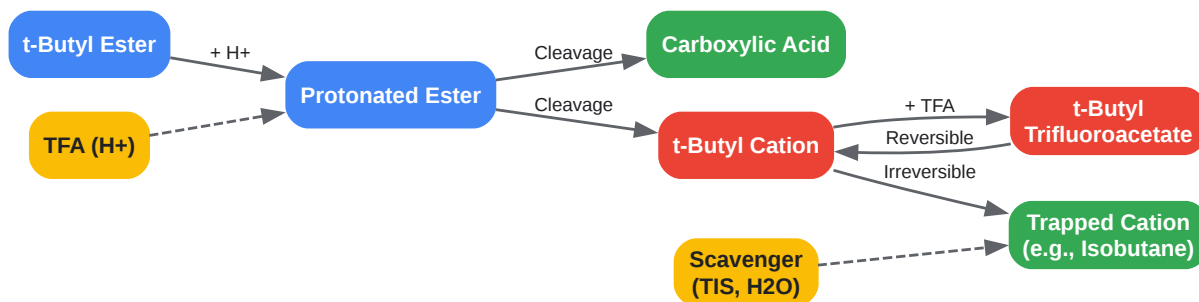 t-Butyl Ester
+ H+
TFA (H+)
Protonated Ester
Cleavage
Cleavage
Carboxylic Acid
t-Butyl Cation
+ TFA
Reversible
Irreversible
t-Butyl
Trifluoroacetate
Scavenger
(TIS, H2O)
Trapped Cation
(e.g., Isobutane)